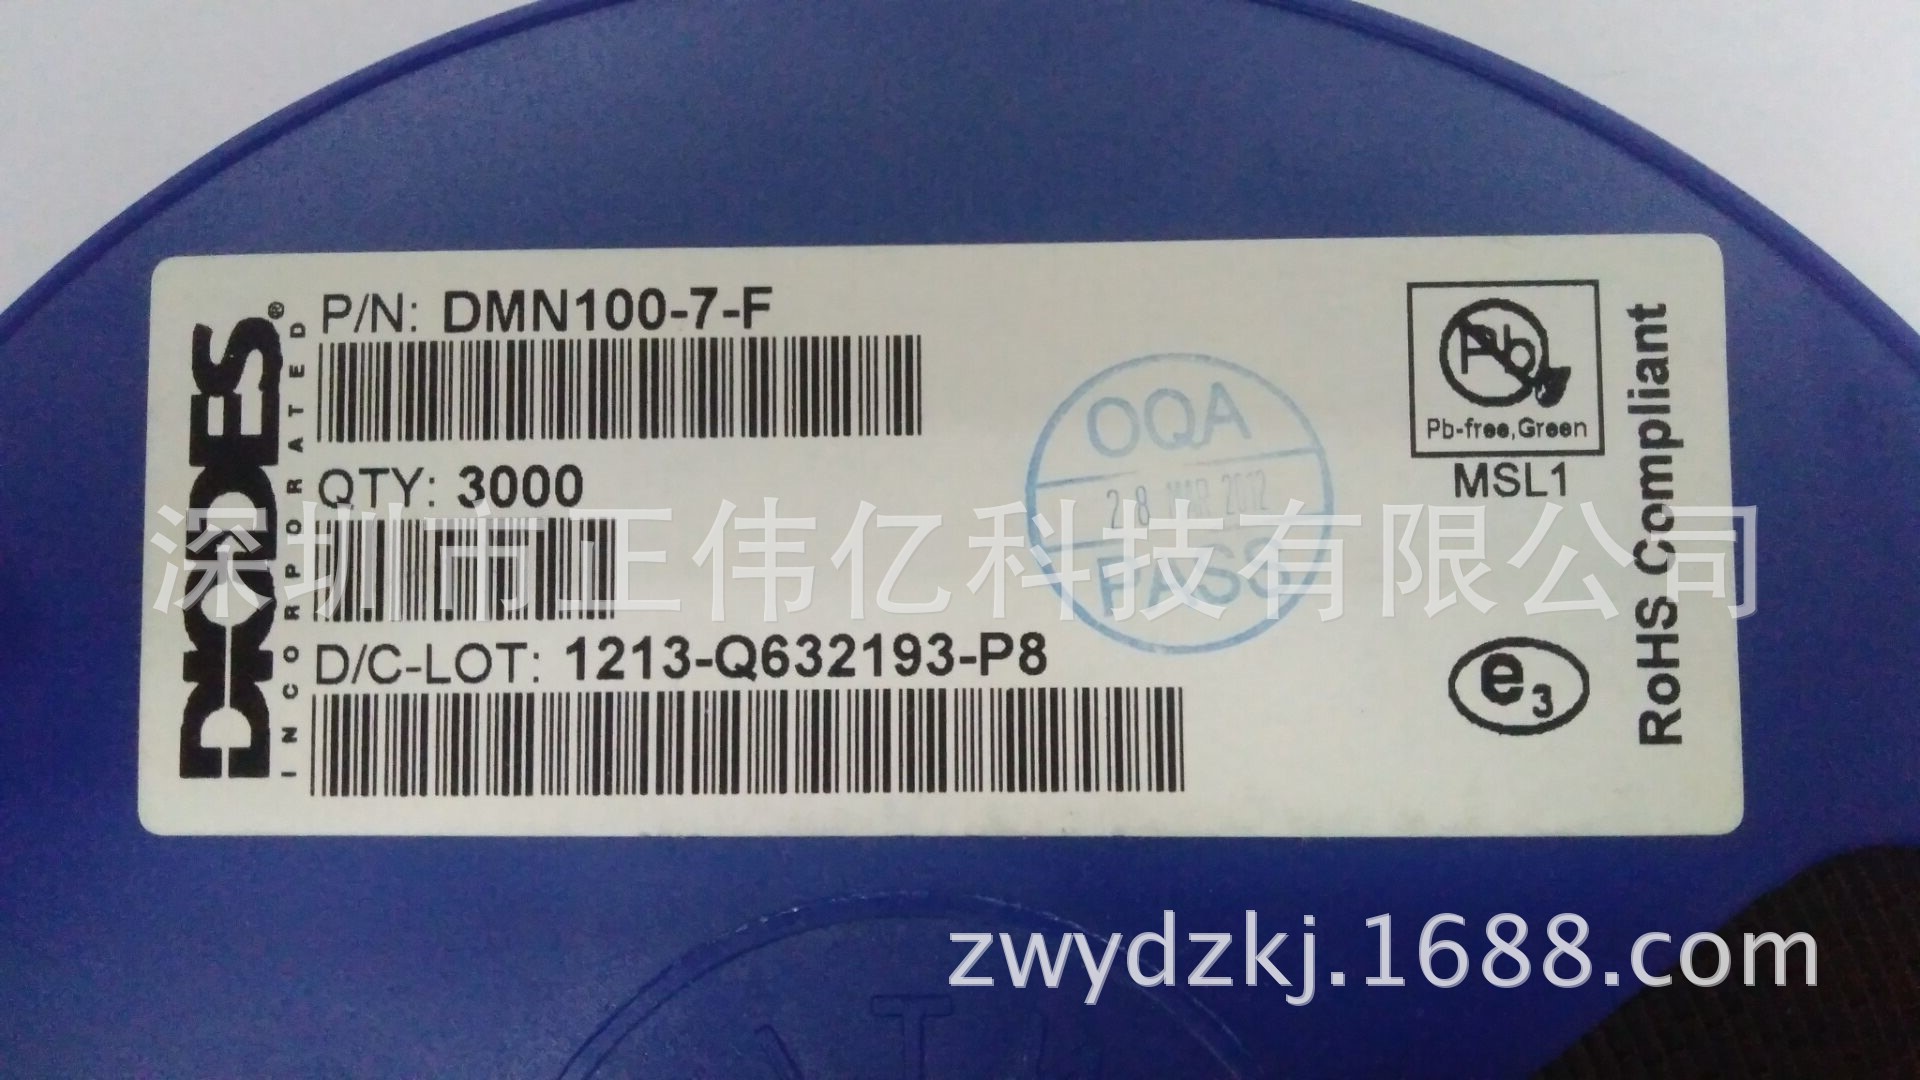 DIODES®
INCORPORATED
P/N: DMN100-7-F
QTY: 3000
D/C-LOT: 1213-Q632193-P8
OQA
28 MAR 2012
PASS
Pb
Pb-free,Green
MSL1
e3
RoHS Compliant
深圳市正伟亿科技有限公司
zwydzkj.1688.com